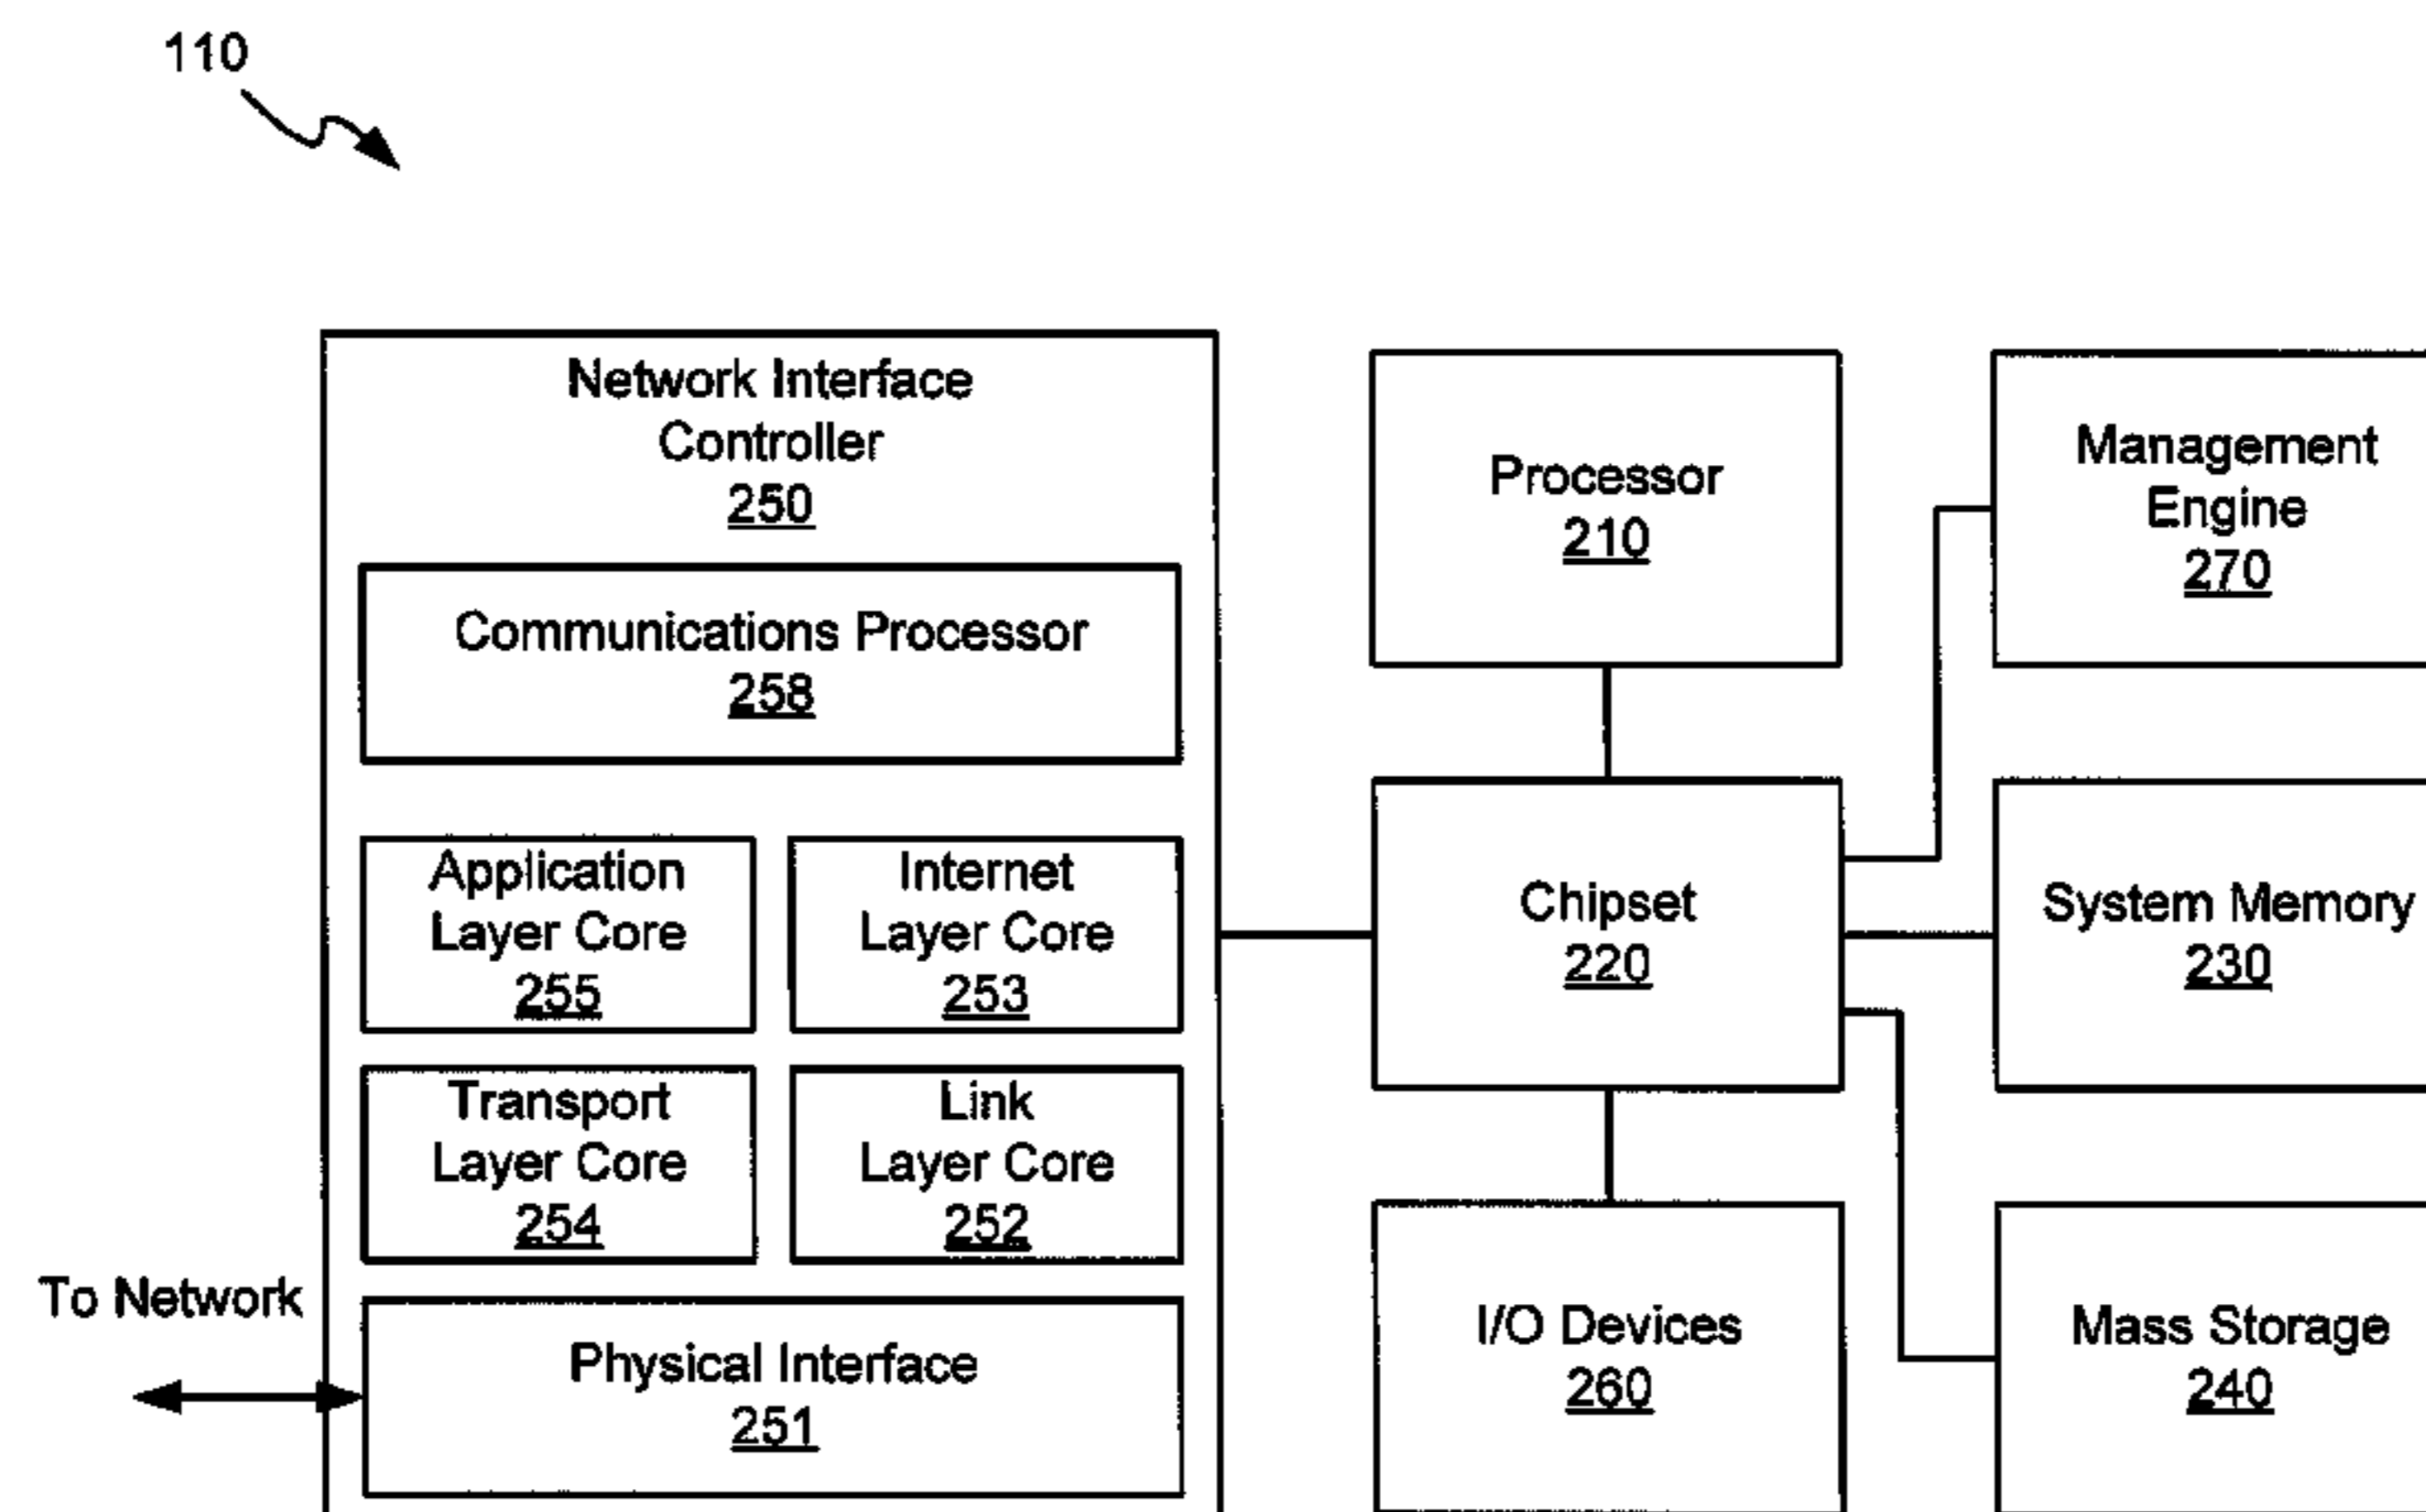 110
Network Interface
Controller
250
Communications Processor
258
Application
Layer Core
255
Internet
Layer Core
253
Transport
Layer Core
254
Link
Layer Core
252
To Network
Physical Interface
251
Processor
210
Chipset
220
I/O Devices
260
Management
Engine
270
System Memory
230
Mass Storage
240